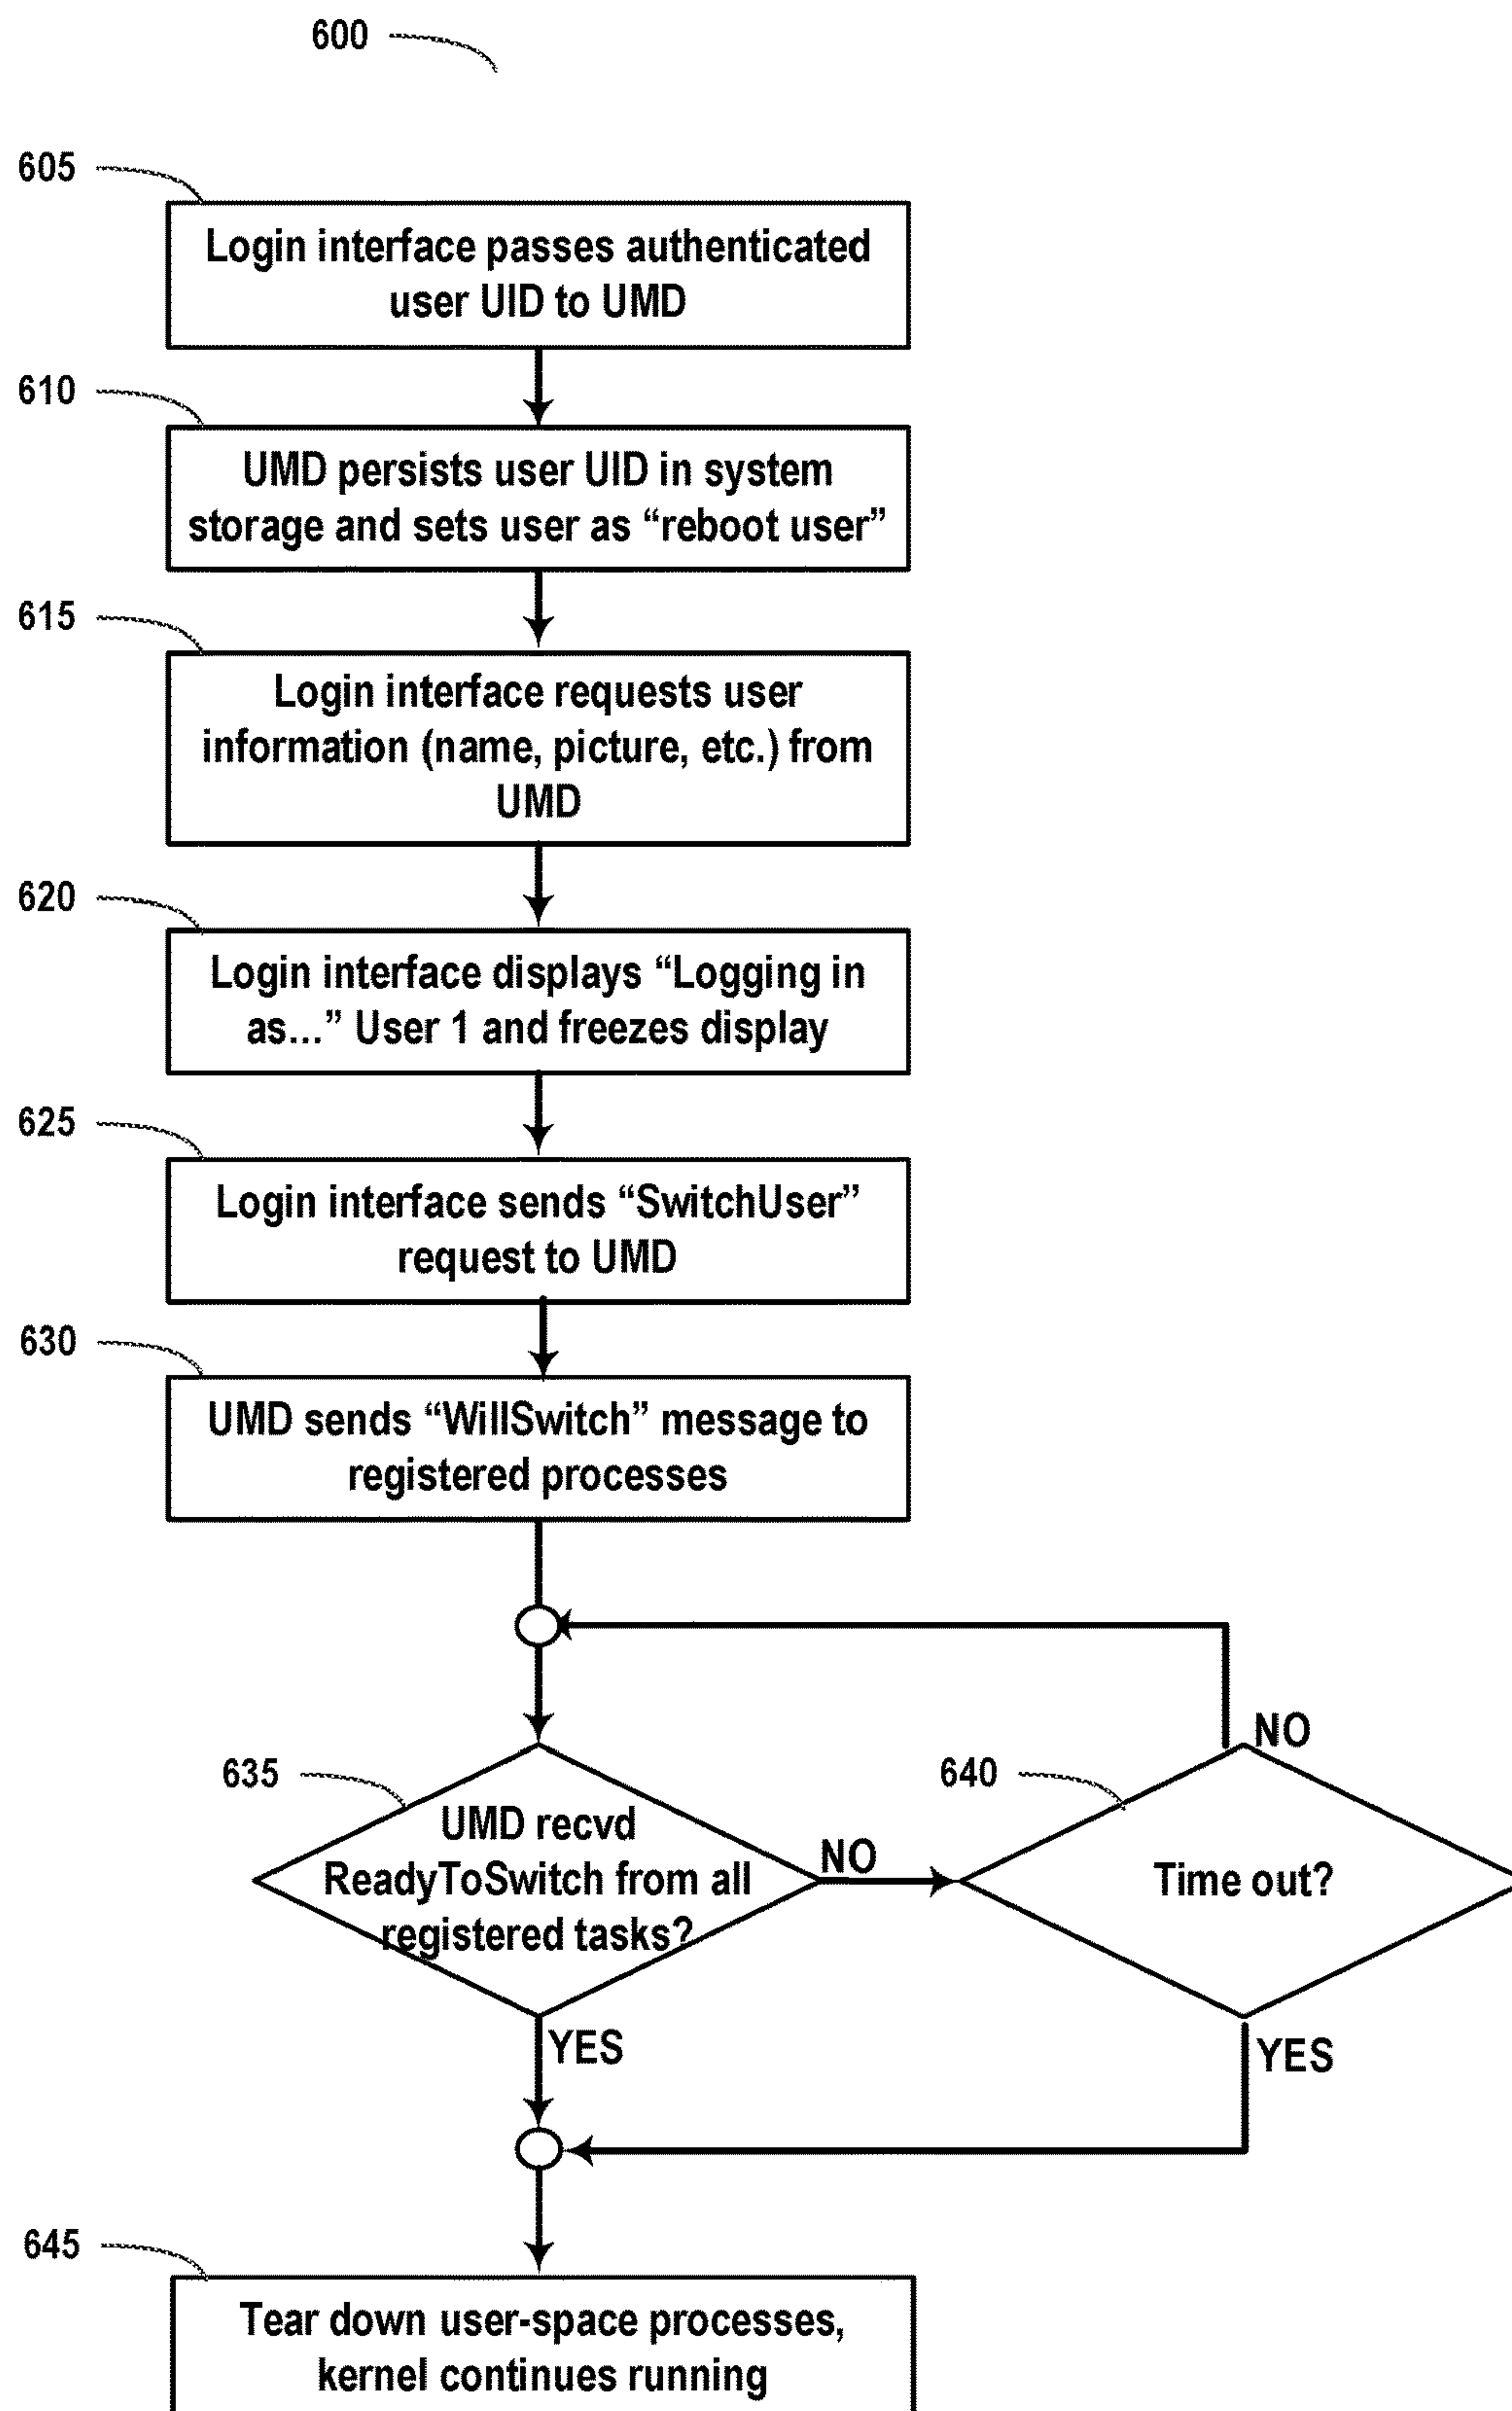 600
605
Login interface passes authenticated
user UID to UMD
610
UMD persists user UID in system
storage and sets user as “reboot user”
615
Login interface requests user
information (name, picture, etc.) from
UMD
620
Login interface displays “Logging in
as...” User 1 and freezes display
625
Login interface sends “SwitchUser”
request to UMD
630
UMD sends “WillSwitch” message to
registered processes
635
UMD recvd
ReadyToSwitch from all
registered tasks?
NO
640
Time out?
NO
YES
YES
645
Tear down user-space processes,
kernel continues running